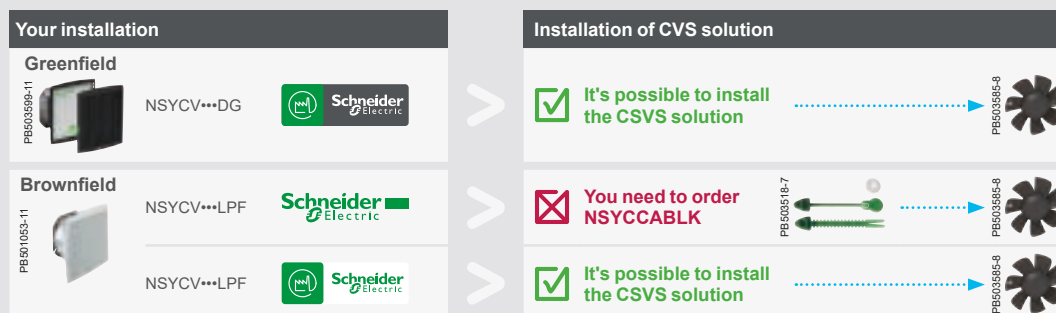 Your installation
Installation of CVS solution
Greenfield
PB503599-11
NSYCV•••DG
Schneider
Electric
It's possible to install
the CSVS solution
PB503585-8
Brownfield
PB501053-11
NSYCV•••LPF
Schneider
Electric
You need to order
NSYCCABLK
PB503518-7
PB503585-8
NSYCV•••LPF
Schneider
Electric
It's possible to install
the CSVS solution
PB503585-8